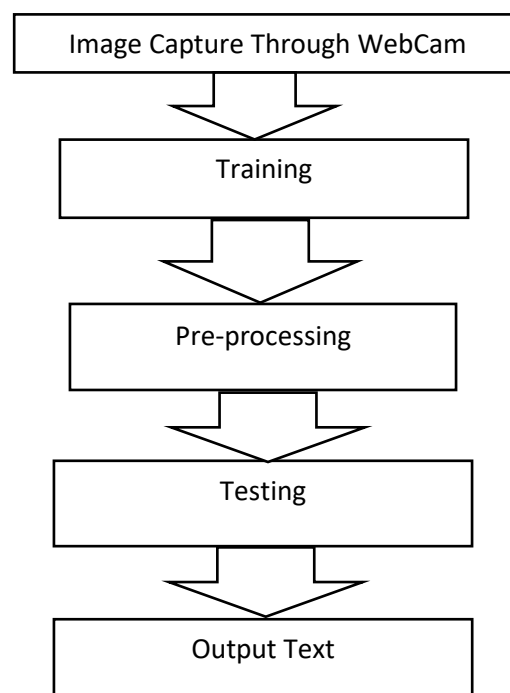 Image Capture Through WebCam
Training
Pre-processing
Testing
Output Text